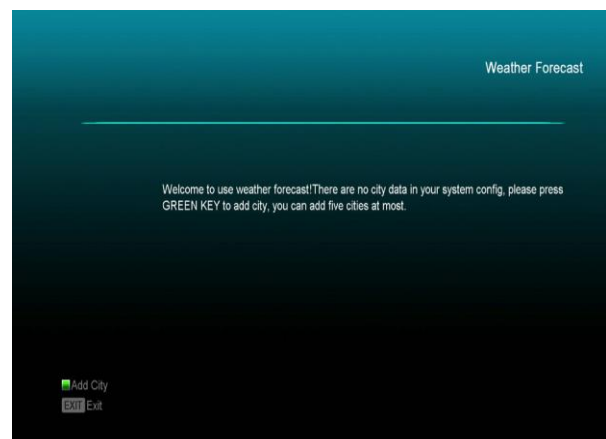 Weather Forecast
Welcome to use weather forecast!There are no city data in your system config, please press
GREEN KEY to add city, you can add five cities at most.
Add City
EXIT Exit